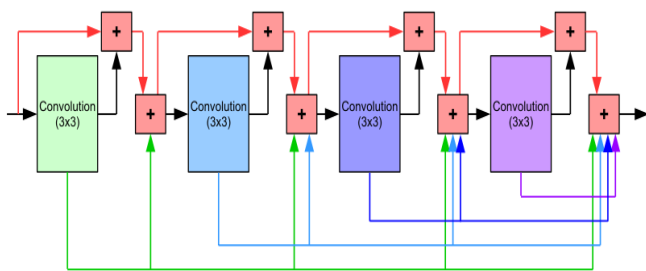 +
+
+
+
Convolution
(3x3)
Convolution
(3x3)
Convolution
(3x3)
Convolution
(3x3)
+
+
+
+